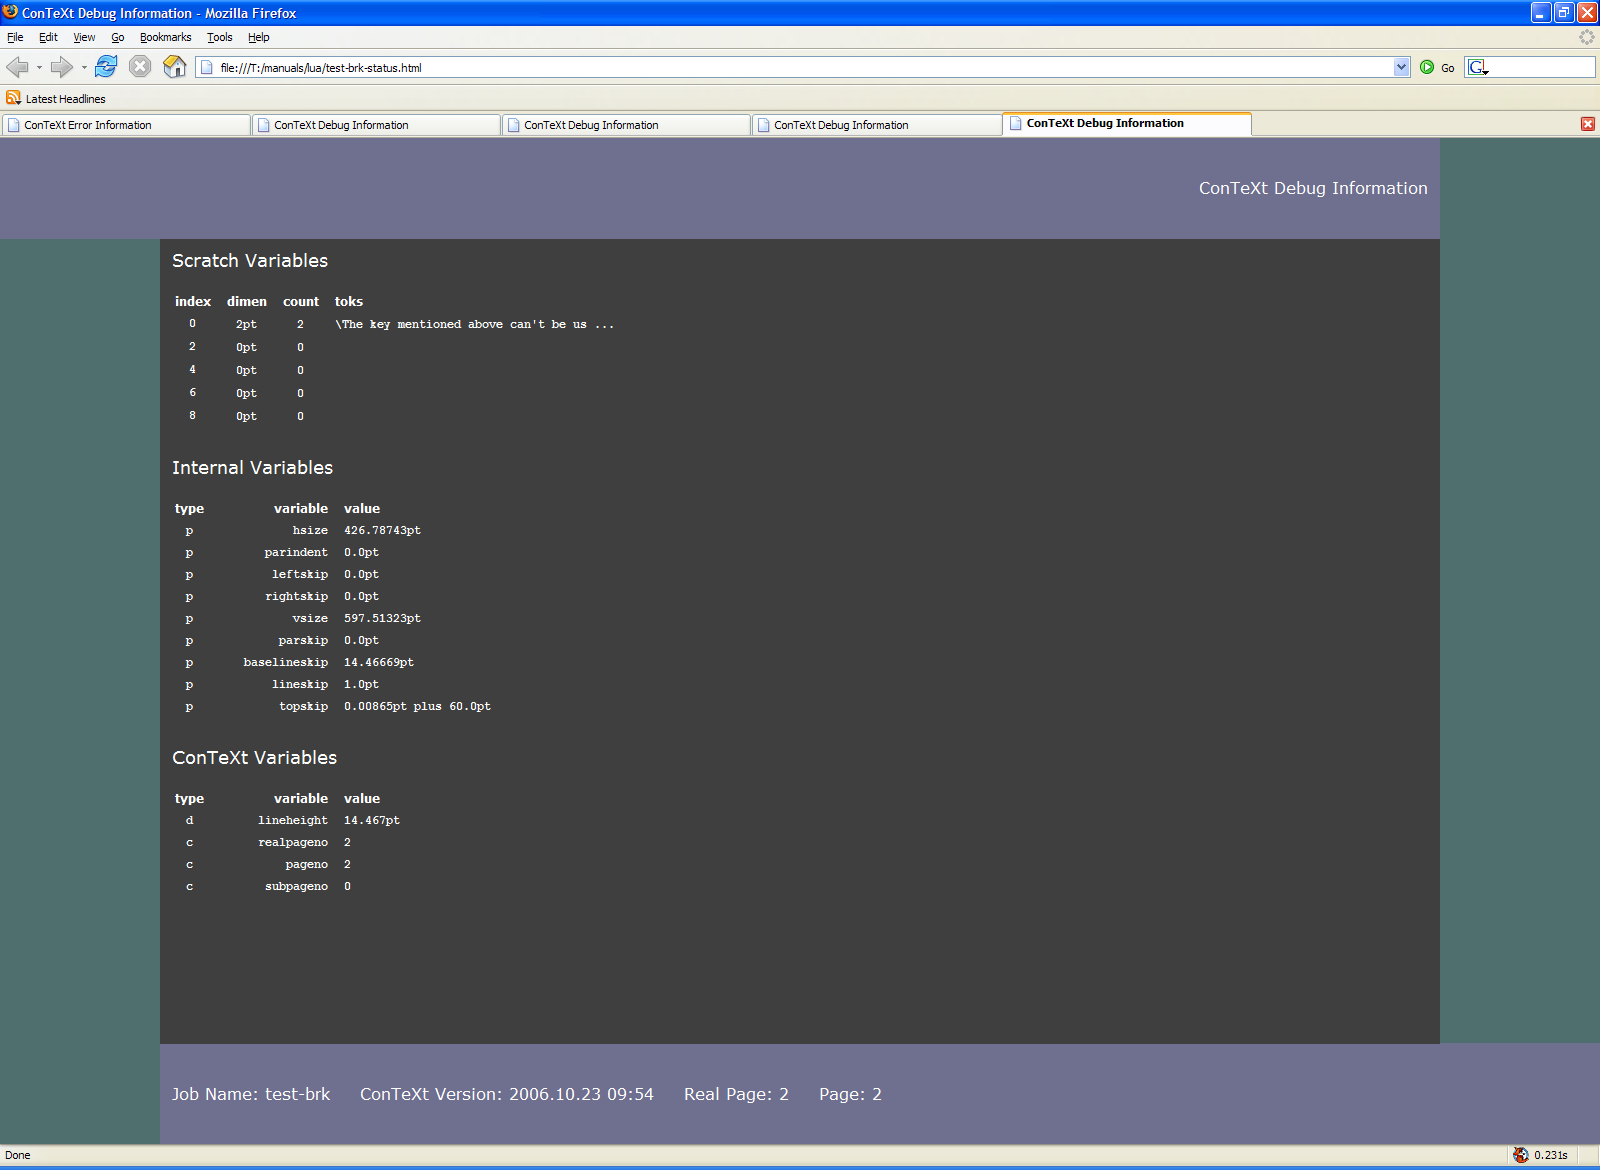 ConTeXt Debug Information - Mozilla Firefox
File Edit View Go Bookmarks Tools Help
file:///T:/manuals/lua/test-brk-status.html Go G
Latest Headlines
ConTeXt Error Information ConTeXt Debug Information ConTeXt Debug Information ConTeXt Debug Information ConTeXt Debug Information
ConTeXt Debug Information
Scratch Variables
index dimen count toks
0 2pt 2 \The key mentioned above can't be us ...
2 0pt 0
4 0pt 0
6 0pt 0
8 0pt 0
Internal Variables
type variable value
p hsize 426.78743pt
p parindent 0.0pt
p leftskip 0.0pt
p rightskip 0.0pt
p vsize 597.51323pt
p parskip 0.0pt
p baselineskip 14.46669pt
p lineskip 1.0pt
p topskip 0.00865pt plus 60.0pt
ConTeXt Variables
type variable value
d lineheight 14.467pt
c realpageno 2
c pageno 2
c subpageno 0
Job Name: test-brk ConTeXt Version: 2006.10.23 09:54 Real Page: 2 Page: 2
Done 0.231s